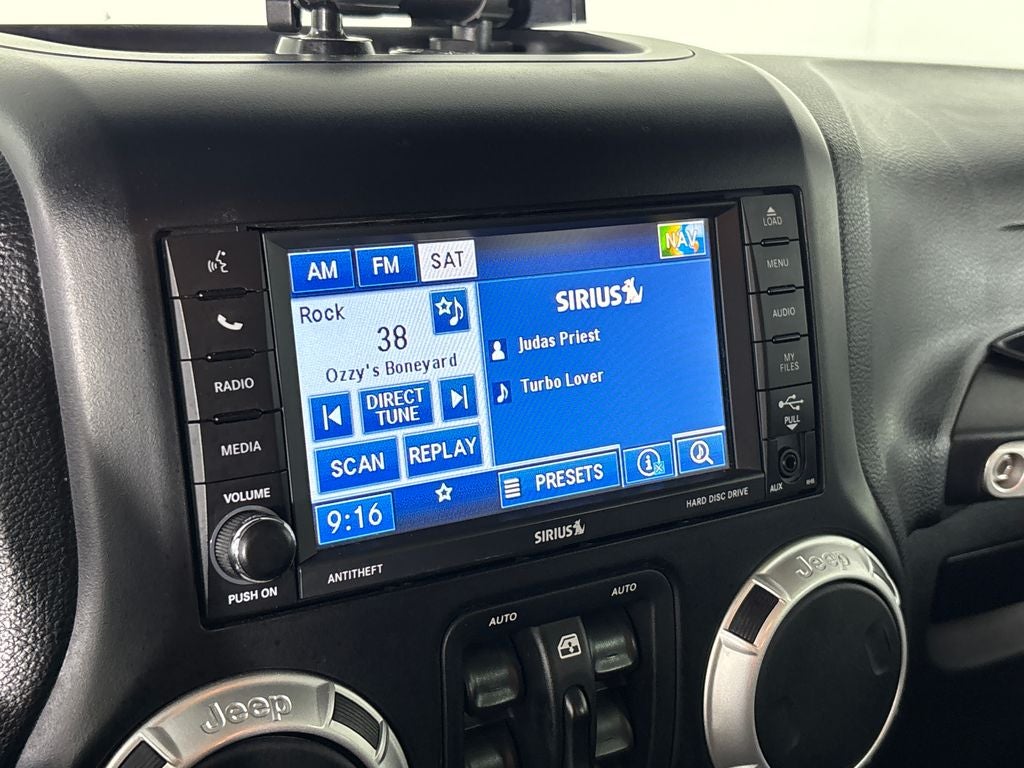 AM FM SAT NAV
Rock
38
Ozzy's Boneyard
DIRECT
TUNE
SCAN REPLAY
9:16
SIRIUS
Judas Priest
Turbo Lover
PRESETS
RADIO
MEDIA
VOLUME
PUSH ON
LOAD
MENU
AUDIO
MY
FILES
PULL
AUX
ANTITHEFT
SIRIUS
HARD DISC DRIVE
AUTO AUTO
Jeep
Jeep